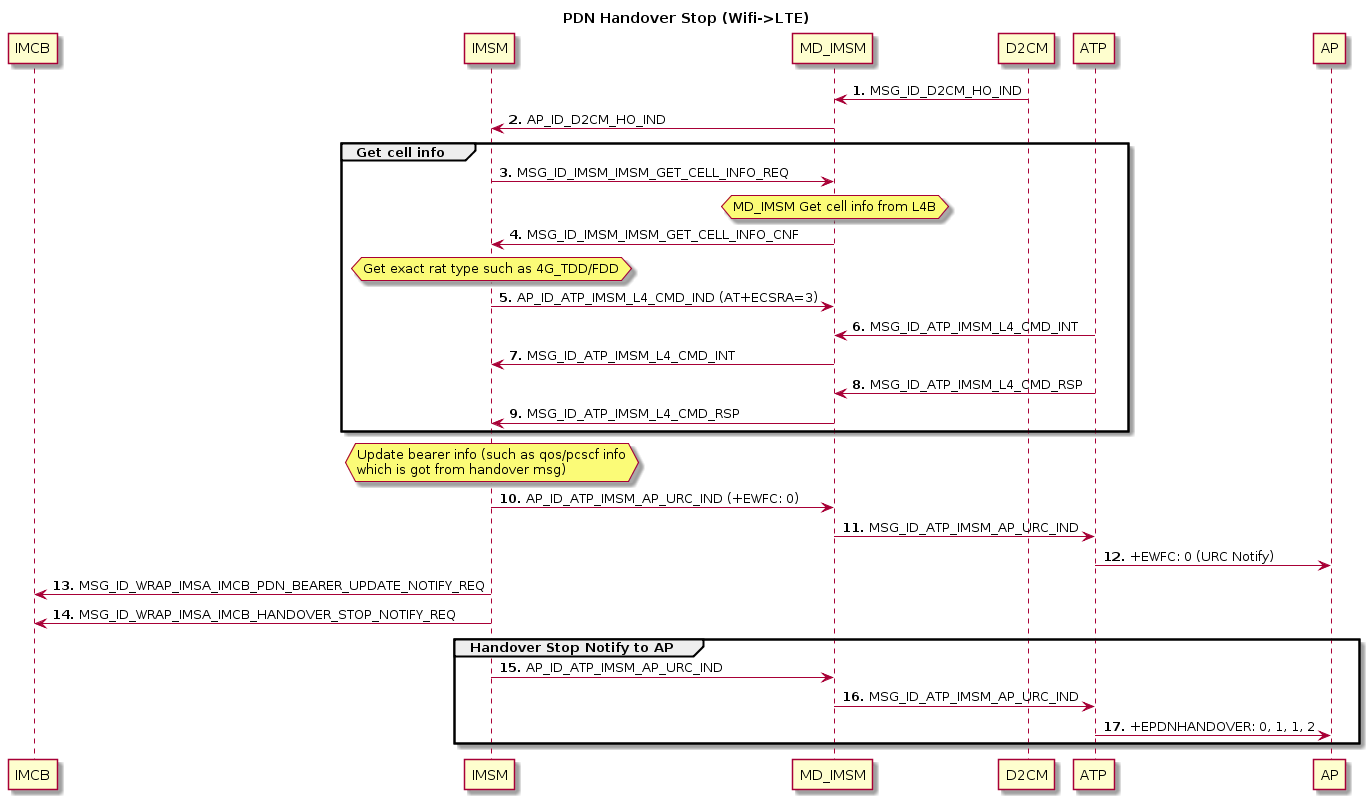 PDN Handover Stop (Wifi->LTE)
IMCB
IMSM
MD_IMSM
D2CM
ATP
AP
1. MSG_ID_D2CM_HO_IND
2. AP_ID_D2CM_HO_IND
Get cell info
3. MSG_ID_IMSM_IMSM_GET_CELL_INFO_REQ
MD_IMSM Get cell info from L4B
4. MSG_ID_IMSM_IMSM_GET_CELL_INFO_CNF
Get exact rat type such as 4G_TDD/FDD
5. AP_ID_ATP_IMSM_L4_CMD_IND (AT+ECSRA=3)
6. MSG_ID_ATP_IMSM_L4_CMD_INT
7. MSG_ID_ATP_IMSM_L4_CMD_INT
8. MSG_ID_ATP_IMSM_L4_CMD_RSP
9. MSG_ID_ATP_IMSM_L4_CMD_RSP
Update bearer info (such as qos/pcscf info
which is got from handover msg)
10. AP_ID_ATP_IMSM_AP_URC_IND (+EWFC: 0)
11. MSG_ID_ATP_IMSM_AP_URC_IND
12. +EWFC: 0 (URC Notify)
13. MSG_ID_WRAP_IMSA_IMCB_PDN_BEARER_UPDATE_NOTIFY_REQ
14. MSG_ID_WRAP_IMSA_IMCB_HANDOVER_STOP_NOTIFY_REQ
Handover Stop Notify to AP
15. AP_ID_ATP_IMSM_AP_URC_IND
16. MSG_ID_ATP_IMSM_AP_URC_IND
17. +EPDNHANDOVER: 0, 1, 1, 2
IMCB
IMSM
MD_IMSM
D2CM
ATP
AP